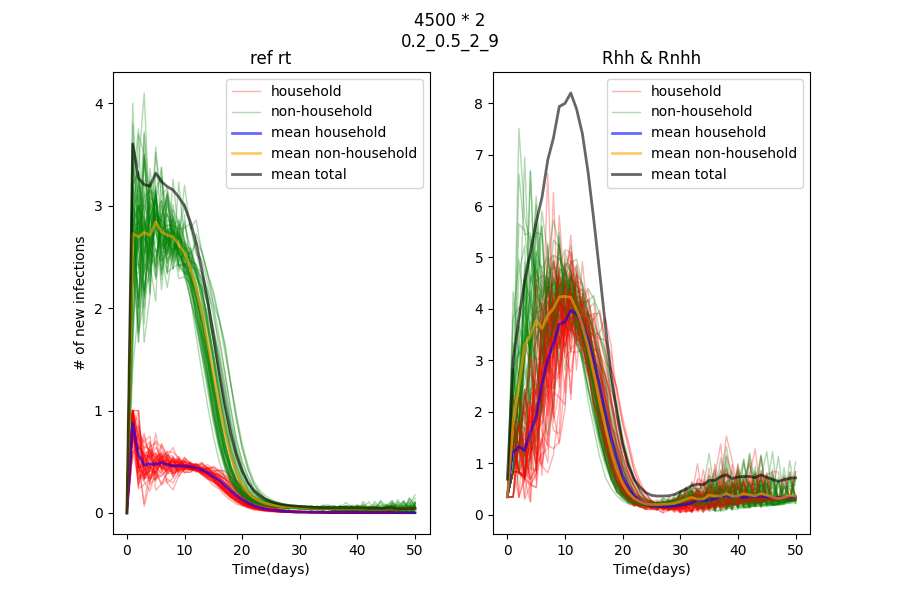 4500 * 2
0.2_0.5_2_9
ref rt
# of new infections
4
3
2
1
0
household
non-household
mean household
mean non-household
mean total
0 10 20 30 40 50
Time(days)
Rhh & Rnhh
8
7
6
5
4
3
2
1
0
household
non-household
mean household
mean non-household
mean total
0 10 20 30 40 50
Time(days)